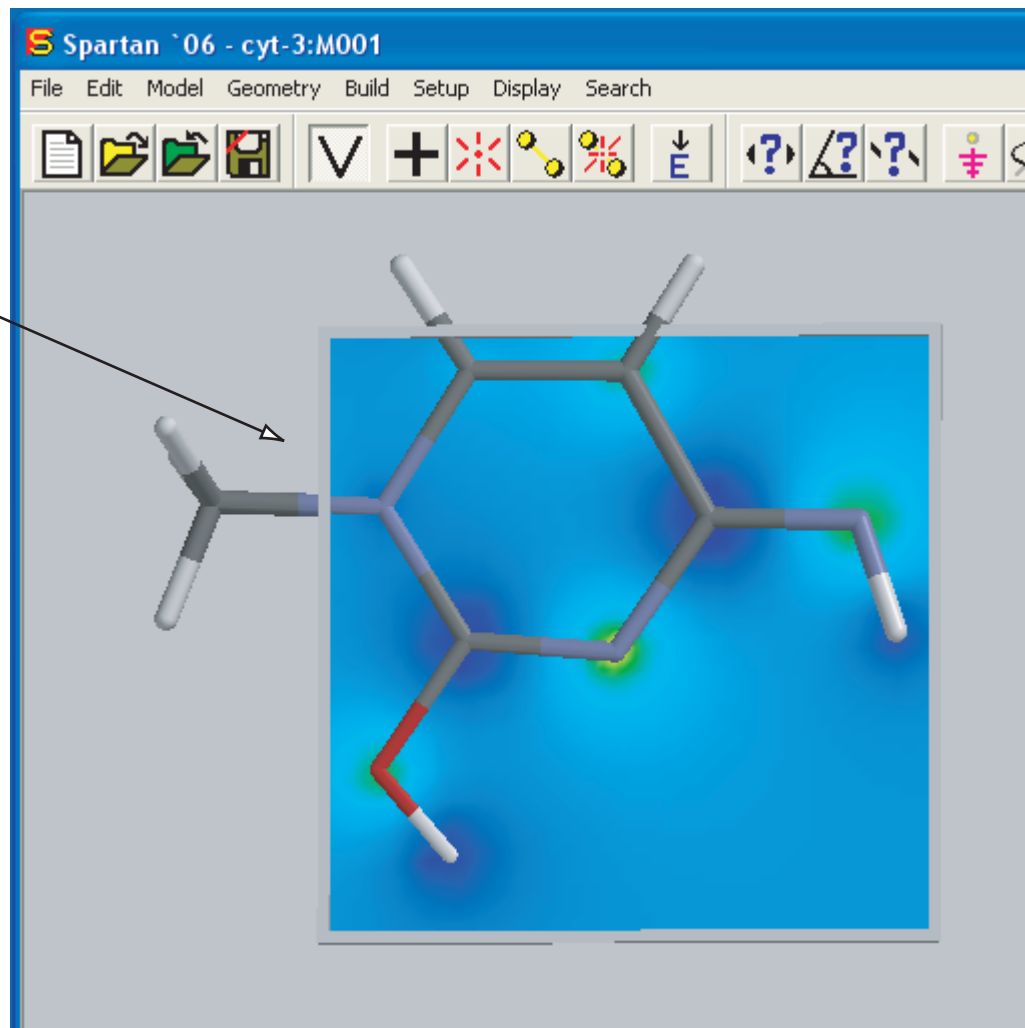 S Spartan `06 - cyt-3:M001
File Edit Model Geometry Build Setup Display Search
V E ? ? ?